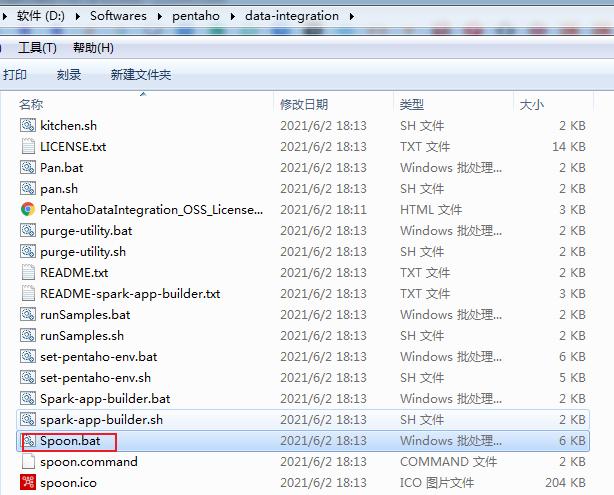 软件 (D:) ▸ Softwares ▸ pentaho ▸ data-integration ▸
工具(T) 帮助(H)
打印 刻录 新建文件夹
名称 修改日期 类型 大小
kitchen.sh 2021/6/2 18:13 SH 文件 2 KB
LICENSE.txt 2021/6/2 18:13 TXT 文件 14 KB
Pan.bat 2021/6/2 18:13 Windows 批处理... 2 KB
pan.sh 2021/6/2 18:13 SH 文件 2 KB
PentahoDataIntegration_OSS_License... 2021/6/2 18:11 HTML 文件 3 KB
purge-utility.bat 2021/6/2 18:13 Windows 批处理... 2 KB
purge-utility.sh 2021/6/2 18:13 SH 文件 2 KB
README.txt 2021/6/2 18:13 TXT 文件 2 KB
README-spark-app-builder.txt 2021/6/2 18:13 TXT 文件 3 KB
runSamples.bat 2021/6/2 18:13 Windows 批处理... 2 KB
runSamples.sh 2021/6/2 18:13 SH 文件 2 KB
set-pentaho-env.bat 2021/6/2 18:13 Windows 批处理... 6 KB
set-pentaho-env.sh 2021/6/2 18:13 SH 文件 5 KB
Spark-app-builder.bat 2021/6/2 18:13 Windows 批处理... 2 KB
spark-app-builder.sh 2021/6/2 18:13 SH 文件 2 KB
Spoon.bat 2021/6/2 18:13 Windows 批处理... 6 KB
spoon.command 2021/6/2 18:13 COMMAND 文件 2 KB
spoon.ico 2021/6/2 18:13 ICO 图片文件 204 KB